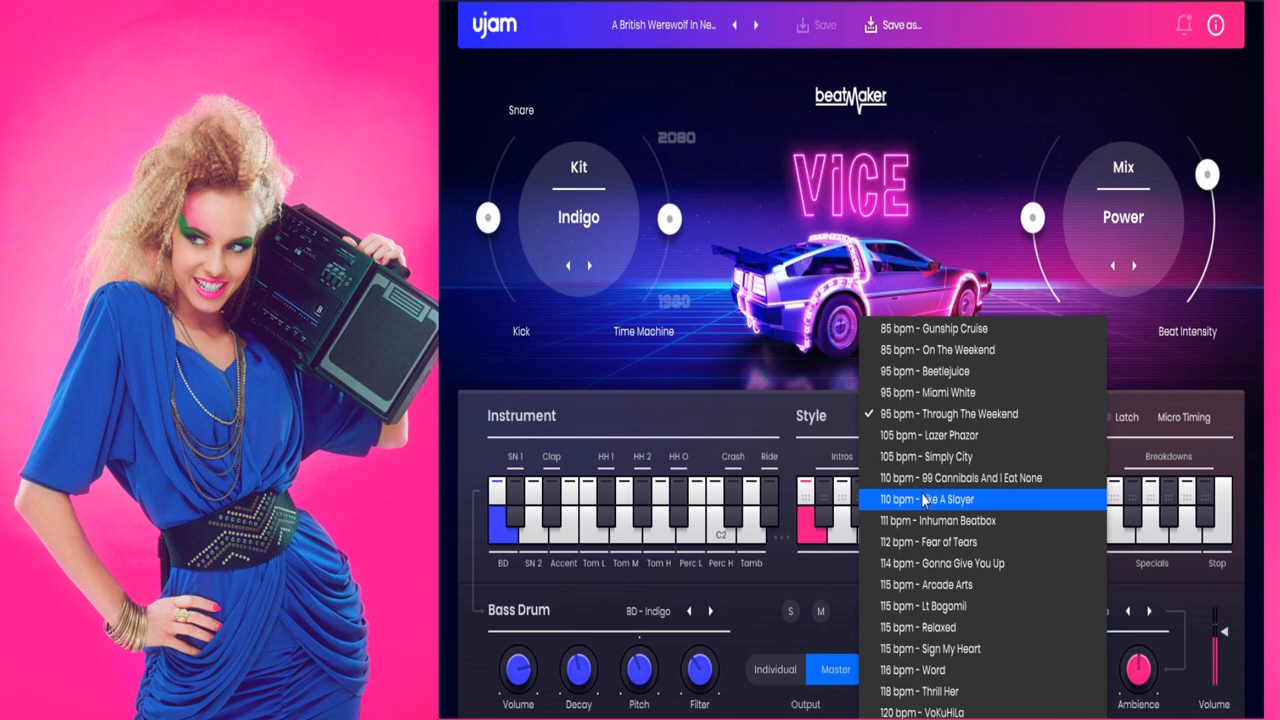 ujam
A British Werewolf In Ne...
Save
Save as...
beatMaker
VICE
Snare
2080
Kit
Indigo
1980
Kick
Time Machine
Mix
Power
Beat Intensity
Instrument
Style
Latch
Micro Timing
SN 1
Clap
HH 1
HH 2
HH O
Crash
Ride
Intros
Breakdowns
C2
BD
SN 2
Accent
Tom L
Tom M
Tom H
Perc L
Perc H
Tamb
Specials
Stop
Bass Drum
BD - Indigo
S
M
Volume
Decay
Pitch
Filter
Individual
Master
Output
Ambience
Volume
85 bpm - Gunship Cruise
85 bpm - On The Weekend
95 bpm - Beetlejuice
95 bpm - Miami White
95 bpm - Through The Weekend
105 bpm - Lazer Phazor
105 bpm - Simply City
110 bpm - 99 Cannibals And I Eat None
110 bpm - ke A Slayer
111 bpm - Inhuman Beatbox
112 bpm - Fear of Tears
114 bpm - Gonna Give You Up
115 bpm - Arcade Arts
115 bpm - Lt Bogomil
115 bpm - Relaxed
115 bpm - Sign My Heart
116 bpm - Word
118 bpm - Thrill Her
120 bpm - VoKuHiLa